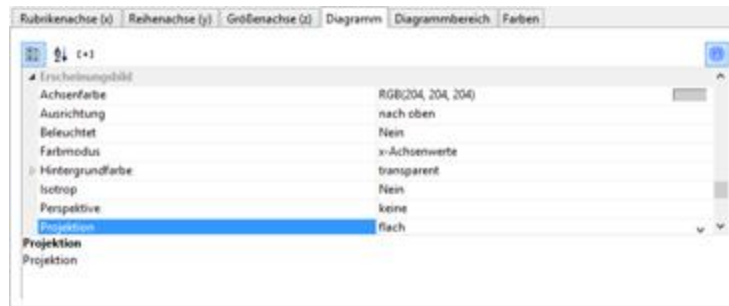 Rubrikenachse (x) Reihenachse (y) Größenachse (z) Diagramm Diagrammbereich Farben
Erscheinungsbild
Achsenfarbe RGB(204, 204, 204)
Ausrichtung nach oben
Beleuchtet Nein
Farbmodus x-Achsenwerte
Hintergrundfarbe transparent
Isotrop Nein
Perspektive keine
Projektion flach
Projektion
Projektion